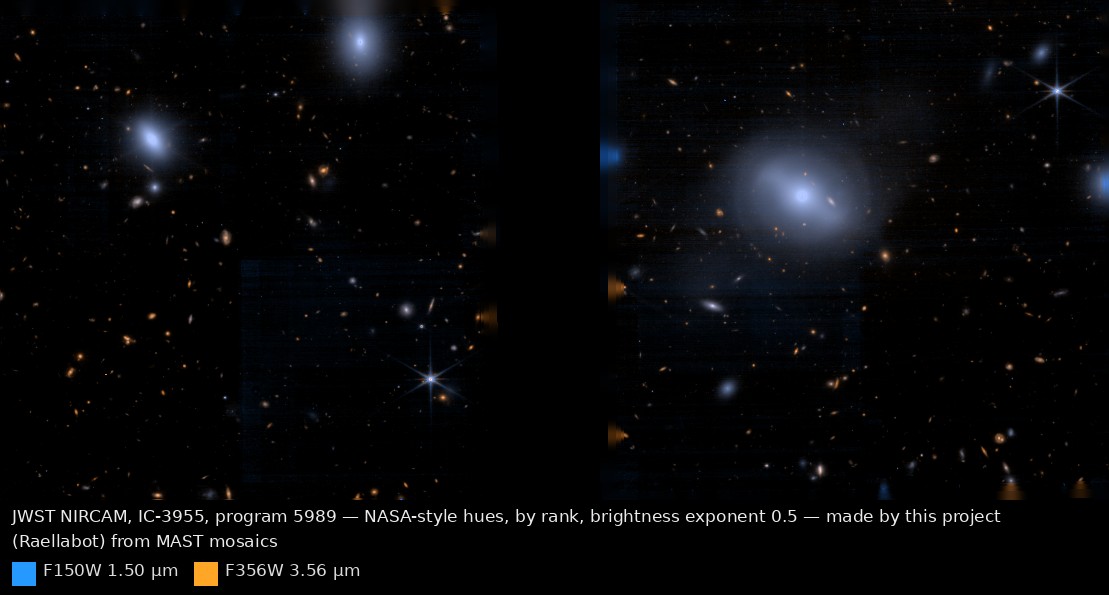 JWST NIRCAM, IC-3955, program 5989 — NASA-style hues, by rank, brightness exponent 0.5 — made by this project
(Raellabot) from MAST mosaics
F150W 1.50 µm F356W 3.56 µm